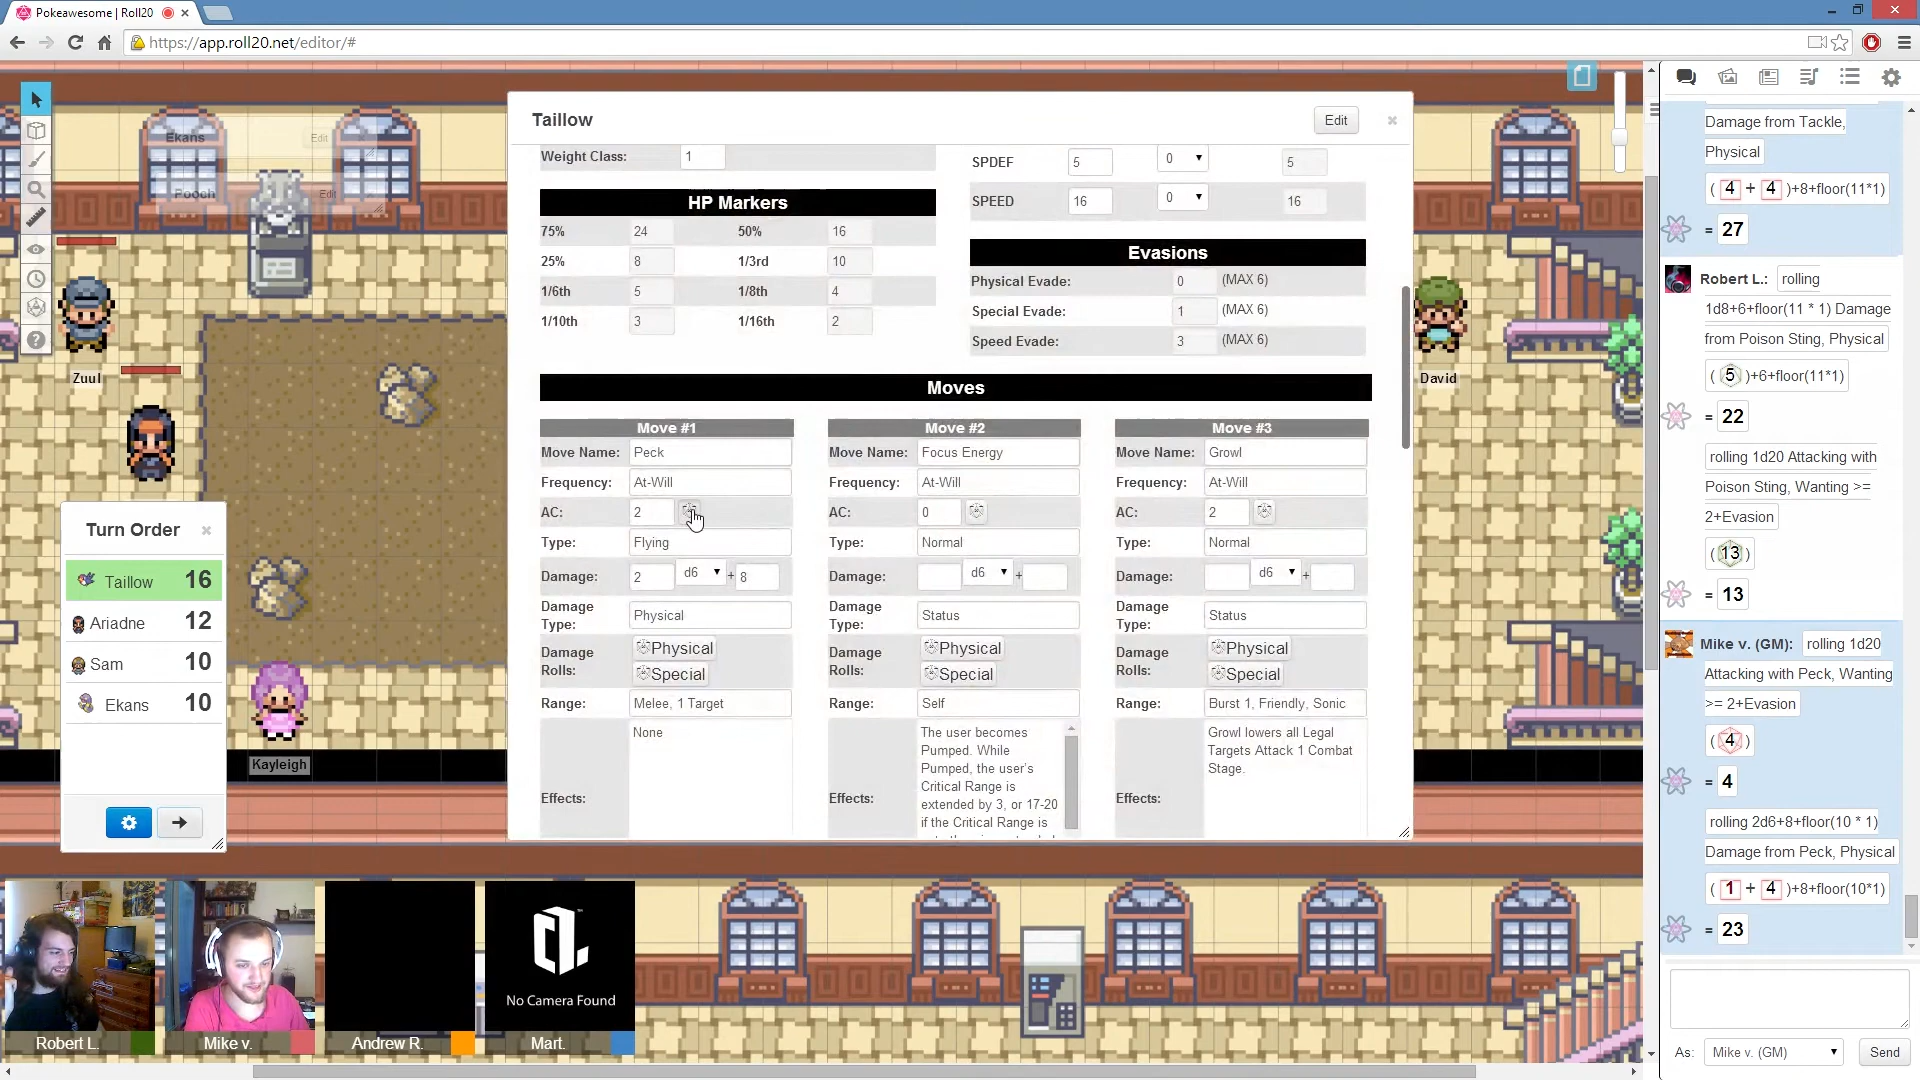 Pokeawesome | Roll20
https://app.roll20.net/editor/#
Ekans
Edit
Pooch
Edit
Zuul
Kayleigh
David
Turn Order
Taillow 16
Ariadne 12
Sam 10
Ekans 10
Taillow
Edit
Weight Class: 1
HP Markers
75% 24 50% 16
25% 8 1/3rd 10
1/6th 5 1/8th 4
1/10th 3 1/16th 2
SPDEF 5 0 5
SPEED 16 0 16
Evasions
Physical Evade: 0 (MAX 6)
Special Evade: 1 (MAX 6)
Speed Evade: 3 (MAX 6)
Moves
Move #1
Move Name: Peck
Frequency: At-Will
AC: 2
Type: Flying
Damage: 2 d6 + 8
Damage
Type: Physical
Damage
Rolls:
Physical
Special
Range: Melee, 1 Target
Effects:
None
Move #2
Move Name: Focus Energy
Frequency: At-Will
AC: 0
Type: Normal
Damage: d6 +
Damage
Type: Status
Damage
Rolls:
Physical
Special
Range: Self
Effects:
The user becomes
Pumped. While
Pumped, the user's
Critical Range is
extended by 3, or 17-20
if the Critical Range is
Move #3
Move Name: Growl
Frequency: At-Will
AC: 2
Type: Normal
Damage: d6 +
Damage
Type: Status
Damage
Rolls:
Physical
Special
Range: Burst 1, Friendly, Sonic
Effects:
Growl lowers all Legal
Targets Attack 1 Combat
Stage.
Damage from Tackle,
Physical
( 4 + 4 )+8+floor(11*1)
= 27
Robert L.: rolling
1d8+6+floor(11 * 1) Damage
from Poison Sting, Physical
( 5 )+6+floor(11*1)
= 22
rolling 1d20 Attacking with
Poison Sting, Wanting >=
2+Evasion
(13)
= 13
Mike v. (GM): rolling 1d20
Attacking with Peck, Wanting
>= 2+Evasion
(4)
= 4
rolling 2d6+8+floor(10 * 1)
Damage from Peck, Physical
( 1 + 4 )+8+floor(10*1)
= 23
As: Mike v. (GM) Send
No Camera Found
Robert L.
Mike v.
Andrew R.
Mart.